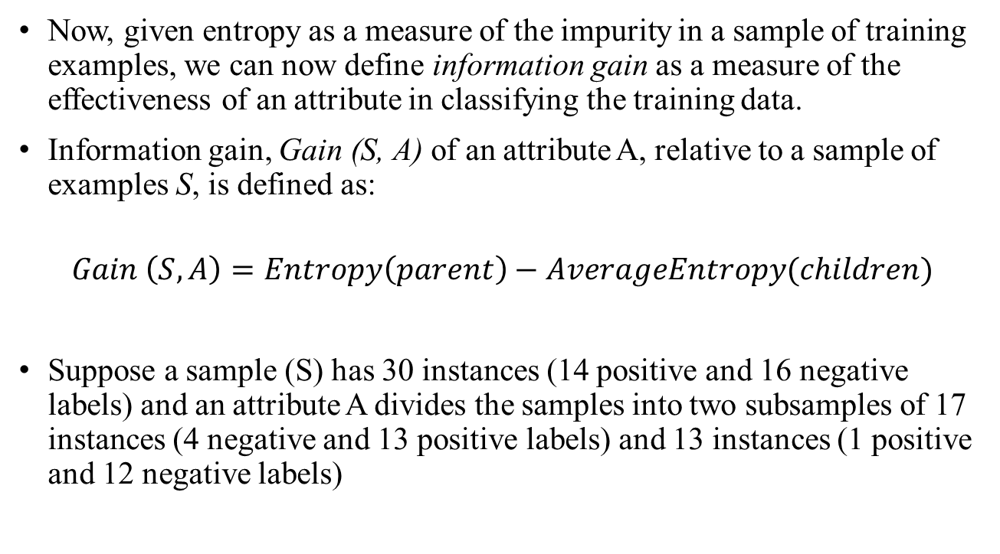 • Now, given entropy as a measure of the impurity in a sample of training
examples, we can now define information gain as a measure of the
effectiveness of an attribute in classifying the training data.
• Information gain, Gain (S, A) of an attribute A, relative to a sample of
examples S, is defined as:
Gain (S, A) = Entropy(parent) − AverageEntropy(children)
• Suppose a sample (S) has 30 instances (14 positive and 16 negative
labels) and an attribute A divides the samples into two subsamples of 17
instances (4 negative and 13 positive labels) and 13 instances (1 positive
and 12 negative labels)